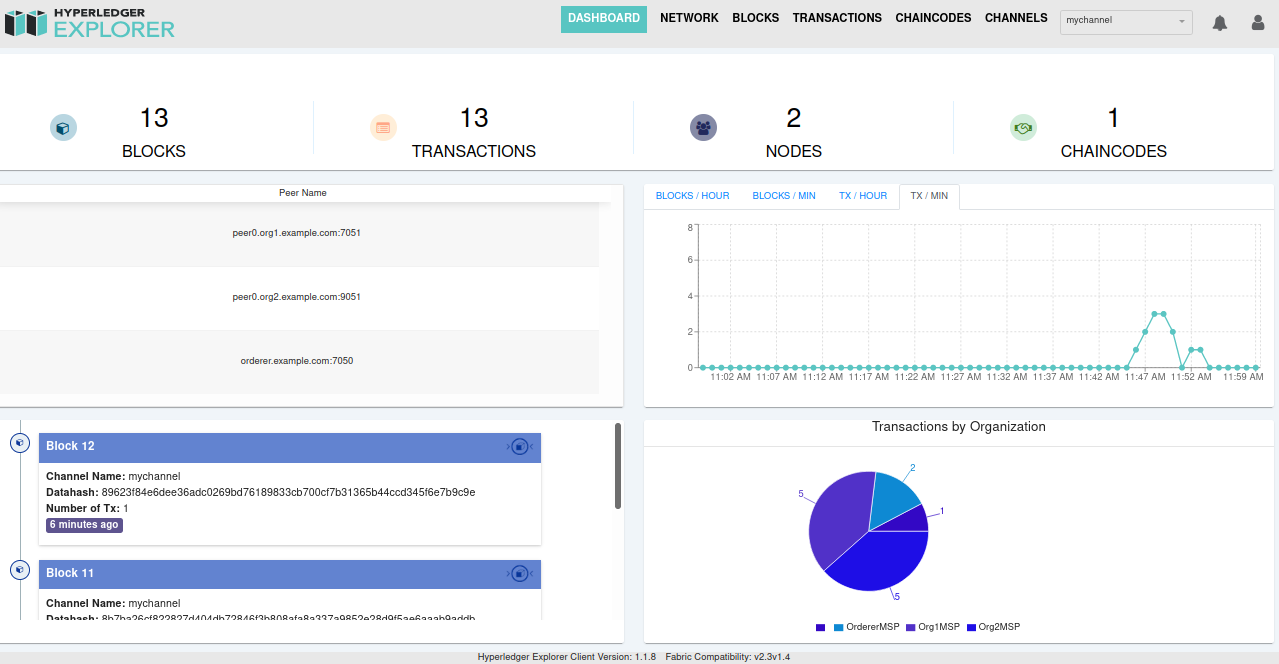 HYPERLEDGER
EXPLORER
DASHBOARD NETWORK BLOCKS TRANSACTIONS CHAINCODES CHANNELS mychannel
13
BLOCKS
13
TRANSACTIONS
2
NODES
1
CHAINCODES
Peer Name
peer0.org1.example.com:7051
peer0.org2.example.com:9051
orderer.example.com:7050
BLOCKS / HOUR BLOCKS / MIN TX / HOUR TX / MIN
8
6
4
2
0
11:02 AM 11:07 AM 11:12 AM 11:17 AM 11:22 AM 11:27 AM 11:32 AM 11:37 AM 11:42 AM 11:47 AM 11:52 AM 11:59 AM
Block 12
Channel Name: mychannel
Datahash: 89623f84e6dee36adc0269bd76189833cb700cf7b31365b44ccd345f6e7b9c9e
Number of Tx: 1
6 minutes ago
Block 11
Channel Name: mychannel
Datahash:
Transactions by Organization
2
5
1
5
OrdererMSP Org1MSP Org2MSP
Hyperledger Explorer Client Version: 1.1.8 Fabric Compatibility: v2.3v1.4